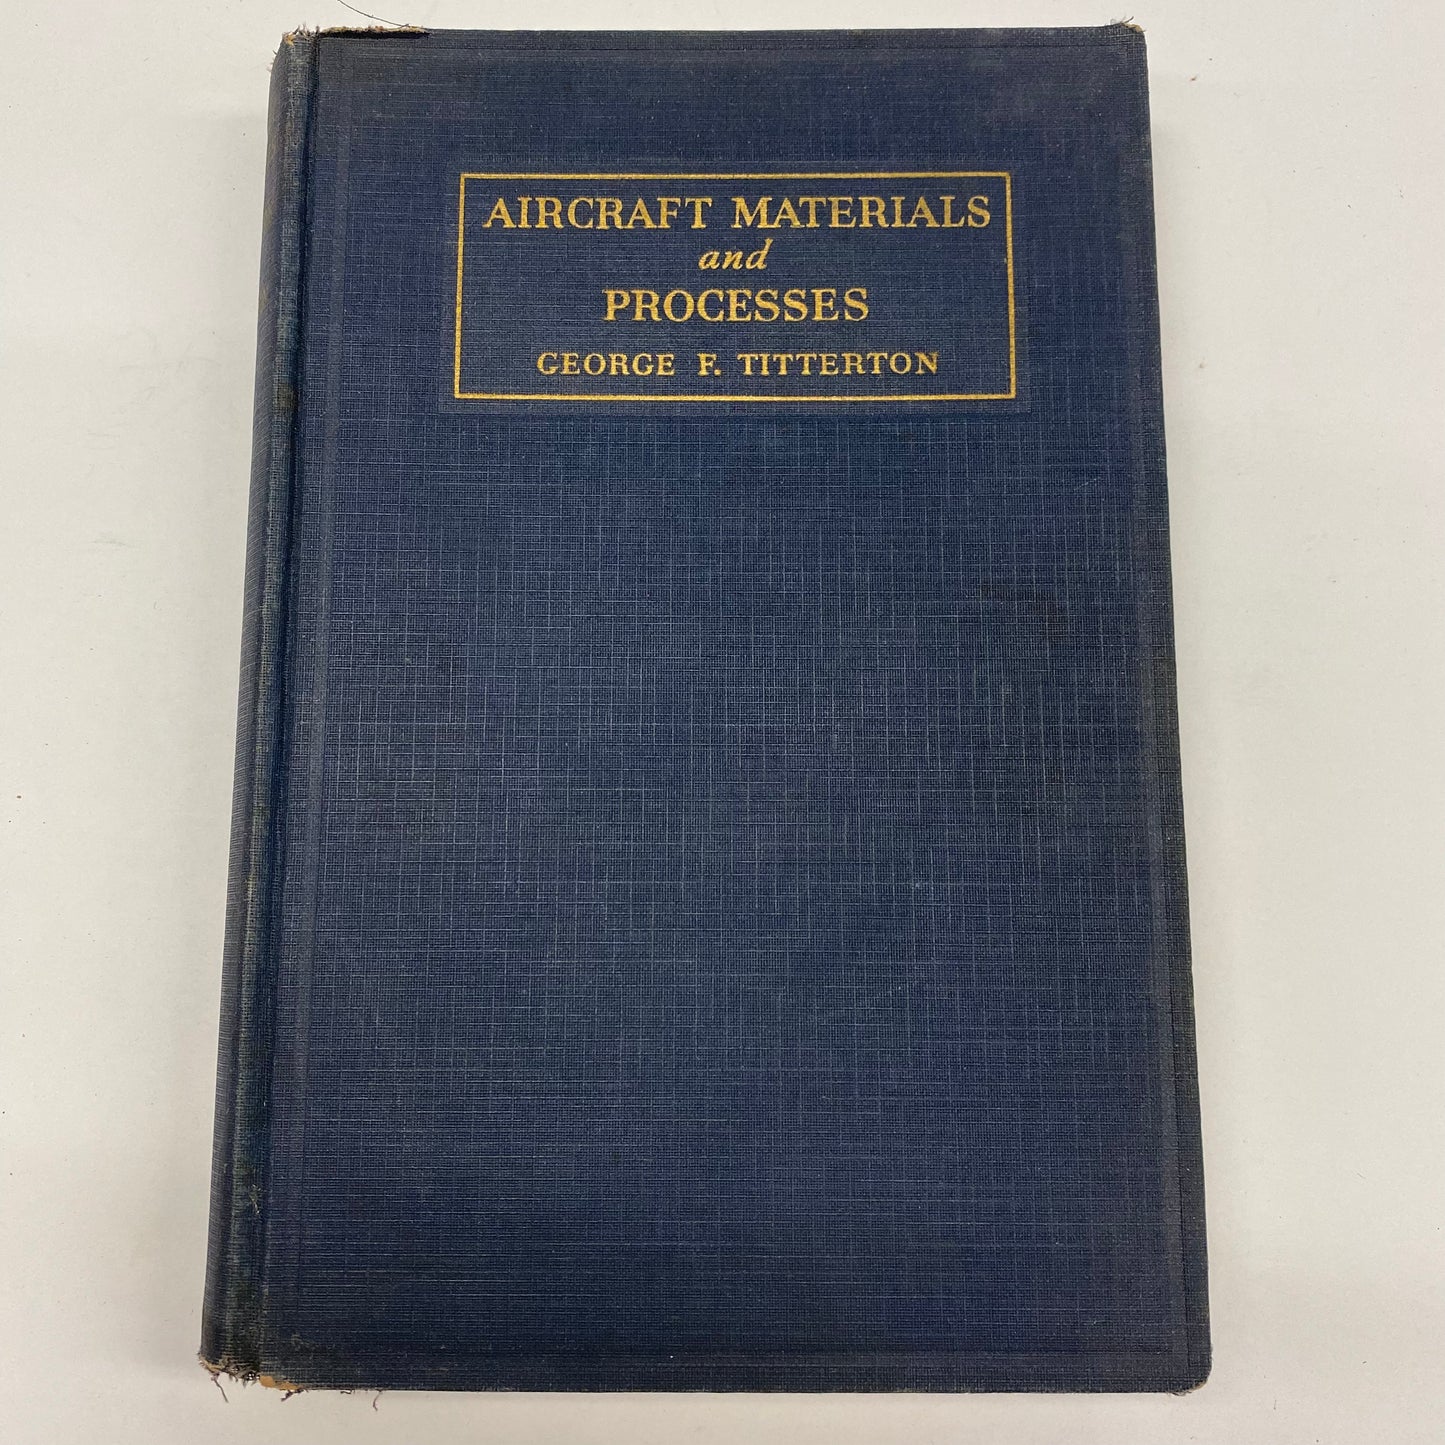 AIRCRAFT MATERIALS
and
PROCESSES
GEORGE F. TITTERTON